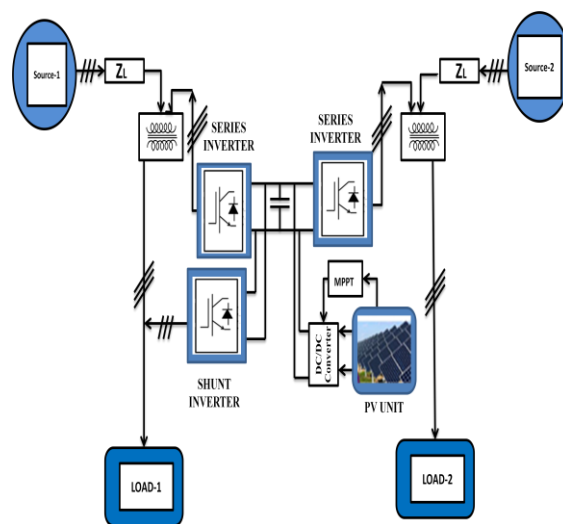 Source-1
ZL
ZL
Source-2
SERIES
INVERTER
SERIES
INVERTER
MPPT
DC/DC
Converter
SHUNT
INVERTER
PV UNIT
LOAD-1
LOAD-2